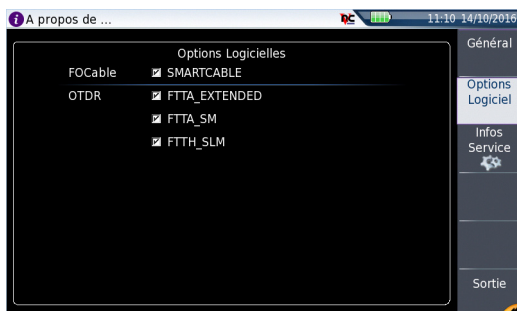 A propos de ...
11:10 14/10/2016
Options Logicielles
FOCable SMARTCABLE
OTDR FTTA_EXTENDED
FTTA_SM
FTTH_SLM
Général
Options
Logiciel
Infos
Service
Sortie